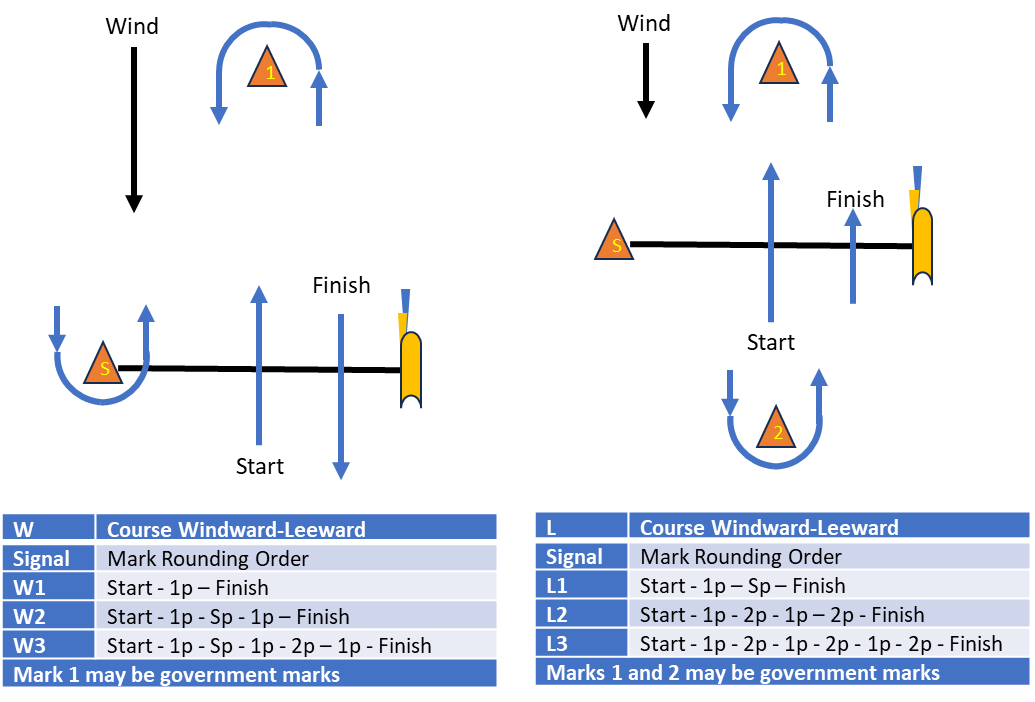 Wind
1
Finish
S
Start
W Course Windward-Leeward
Signal Mark Rounding Order
W1 Start - 1p – Finish
W2 Start - 1p - Sp - 1p – Finish
W3 Start - 1p - Sp - 1p - 2p – 1p - Finish
Mark 1 may be government marks
Wind
1
Finish
S
Start
2
L Course Windward-Leeward
Signal Mark Rounding Order
L1 Start - 1p – Sp – Finish
L2 Start - 1p - 2p - 1p – 2p - Finish
L3 Start - 1p - 2p - 1p - 2p - 1p - 2p - Finish
Marks 1 and 2 may be government marks